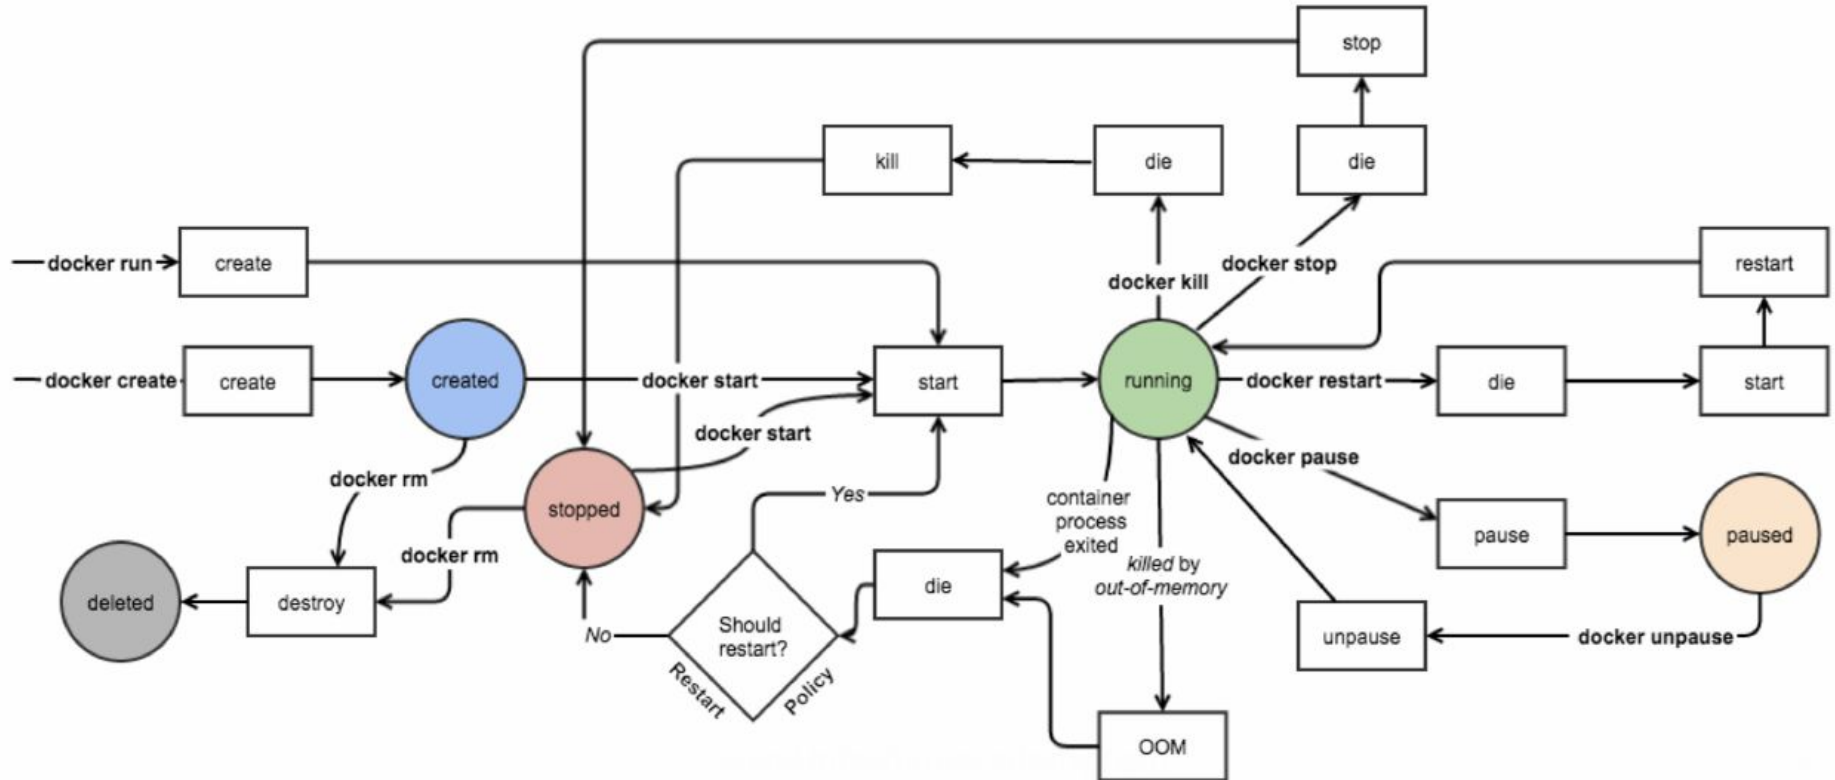 stop
kill
die
die
docker run
create
docker kill
docker stop
restart
docker create
create
created
docker start
start
running
docker restart
die
start
docker start
docker pause
docker rm
stopped
Yes
container
process
exited
pause
paused
docker rm
killed by
out-of-memory
deleted
destroy
die
No
Should
restart?
Restart
Policy
unpause
docker unpause
OOM